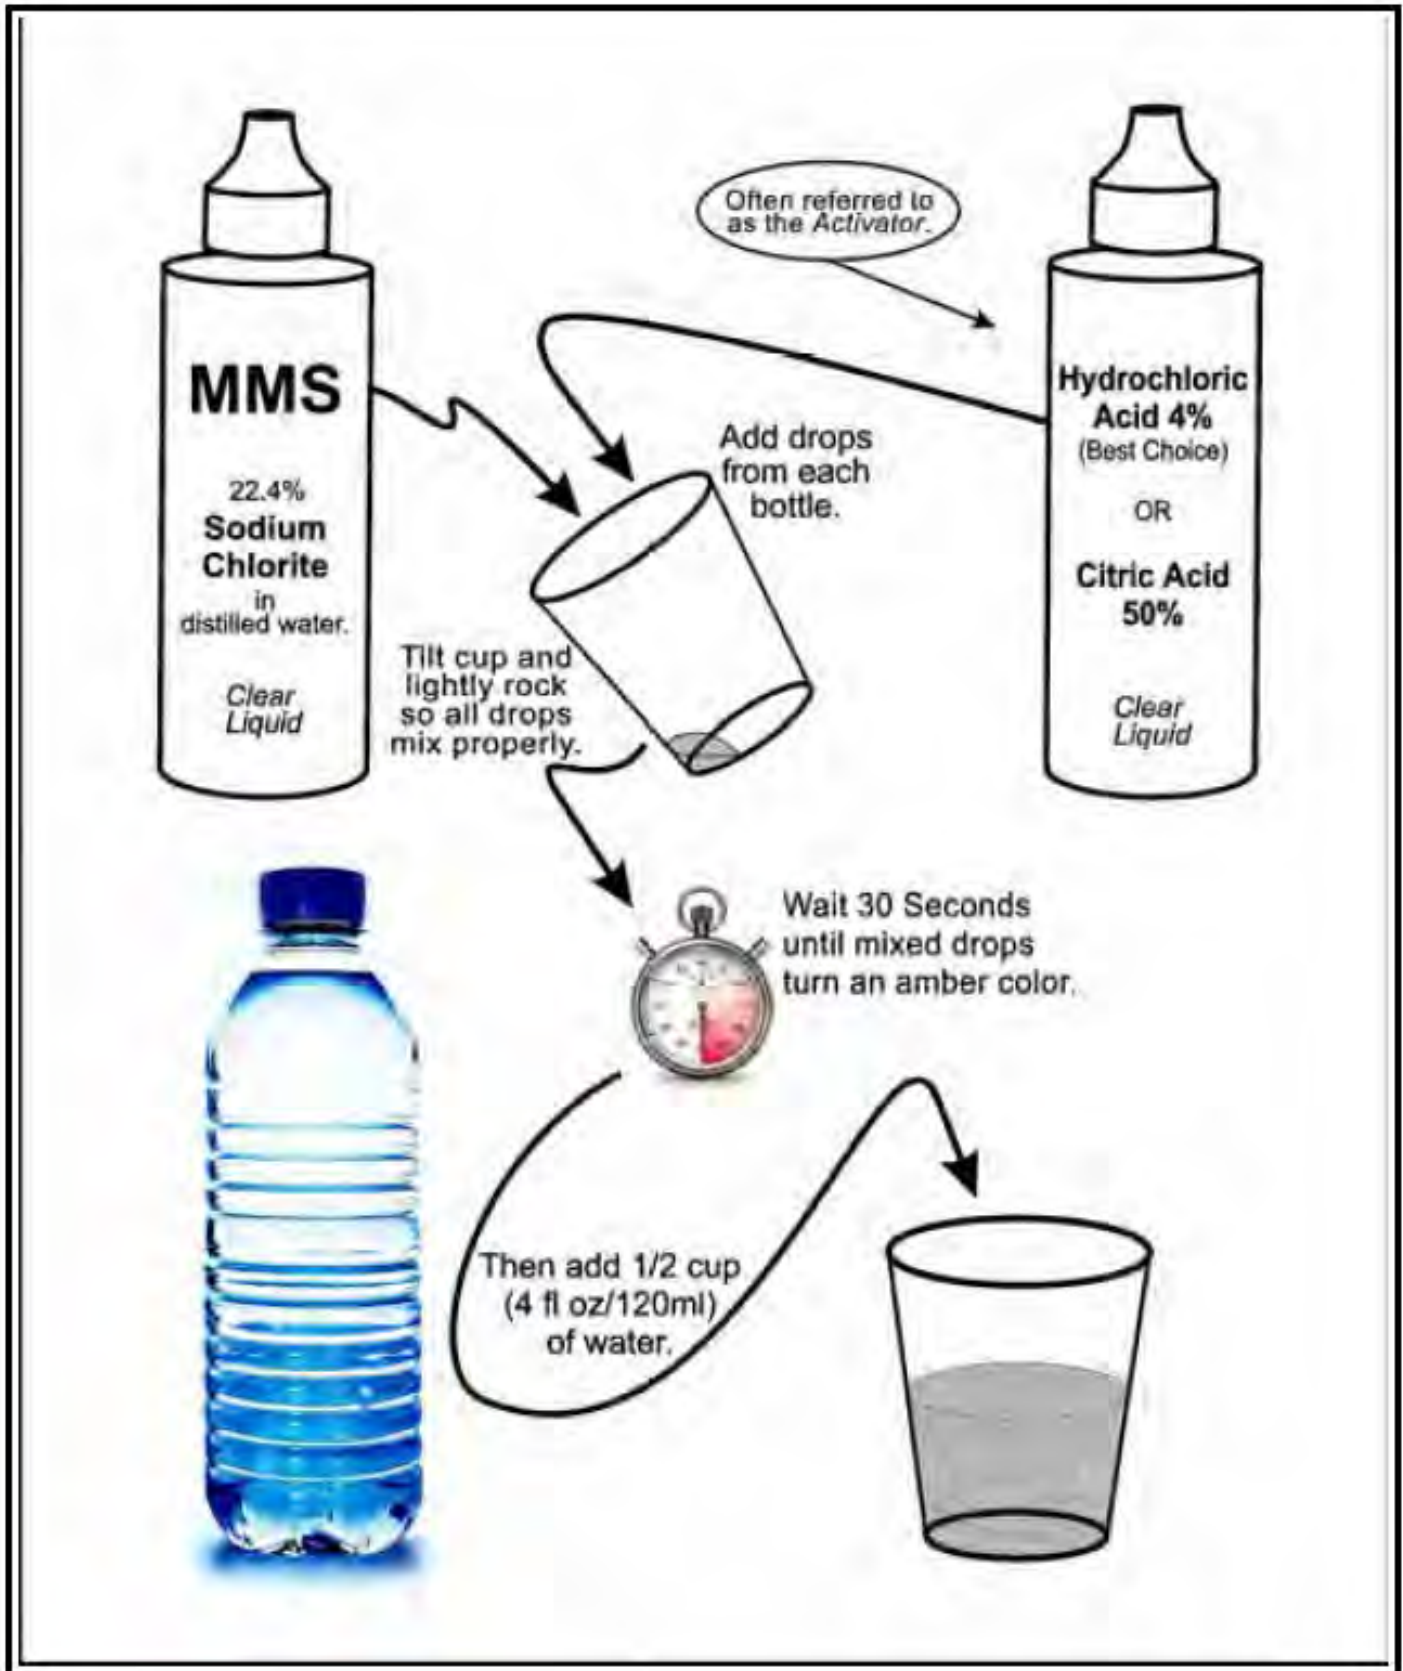 Often referred to
as the Activator.
MMS
22.4%
Sodium
Chlorite
in
distilled water.
Clear
Liquid
Hydrochloric
Acid 4%
(Best Choice)
OR
Citric Acid
50%
Clear
Liquid
Add drops
from each
bottle.
Tilt cup and
lightly rock
so all drops
mix properly.
Wait 30 Seconds
until mixed drops
turn an amber color.
Then add 1/2 cup
(4 fl oz/120ml)
of water.